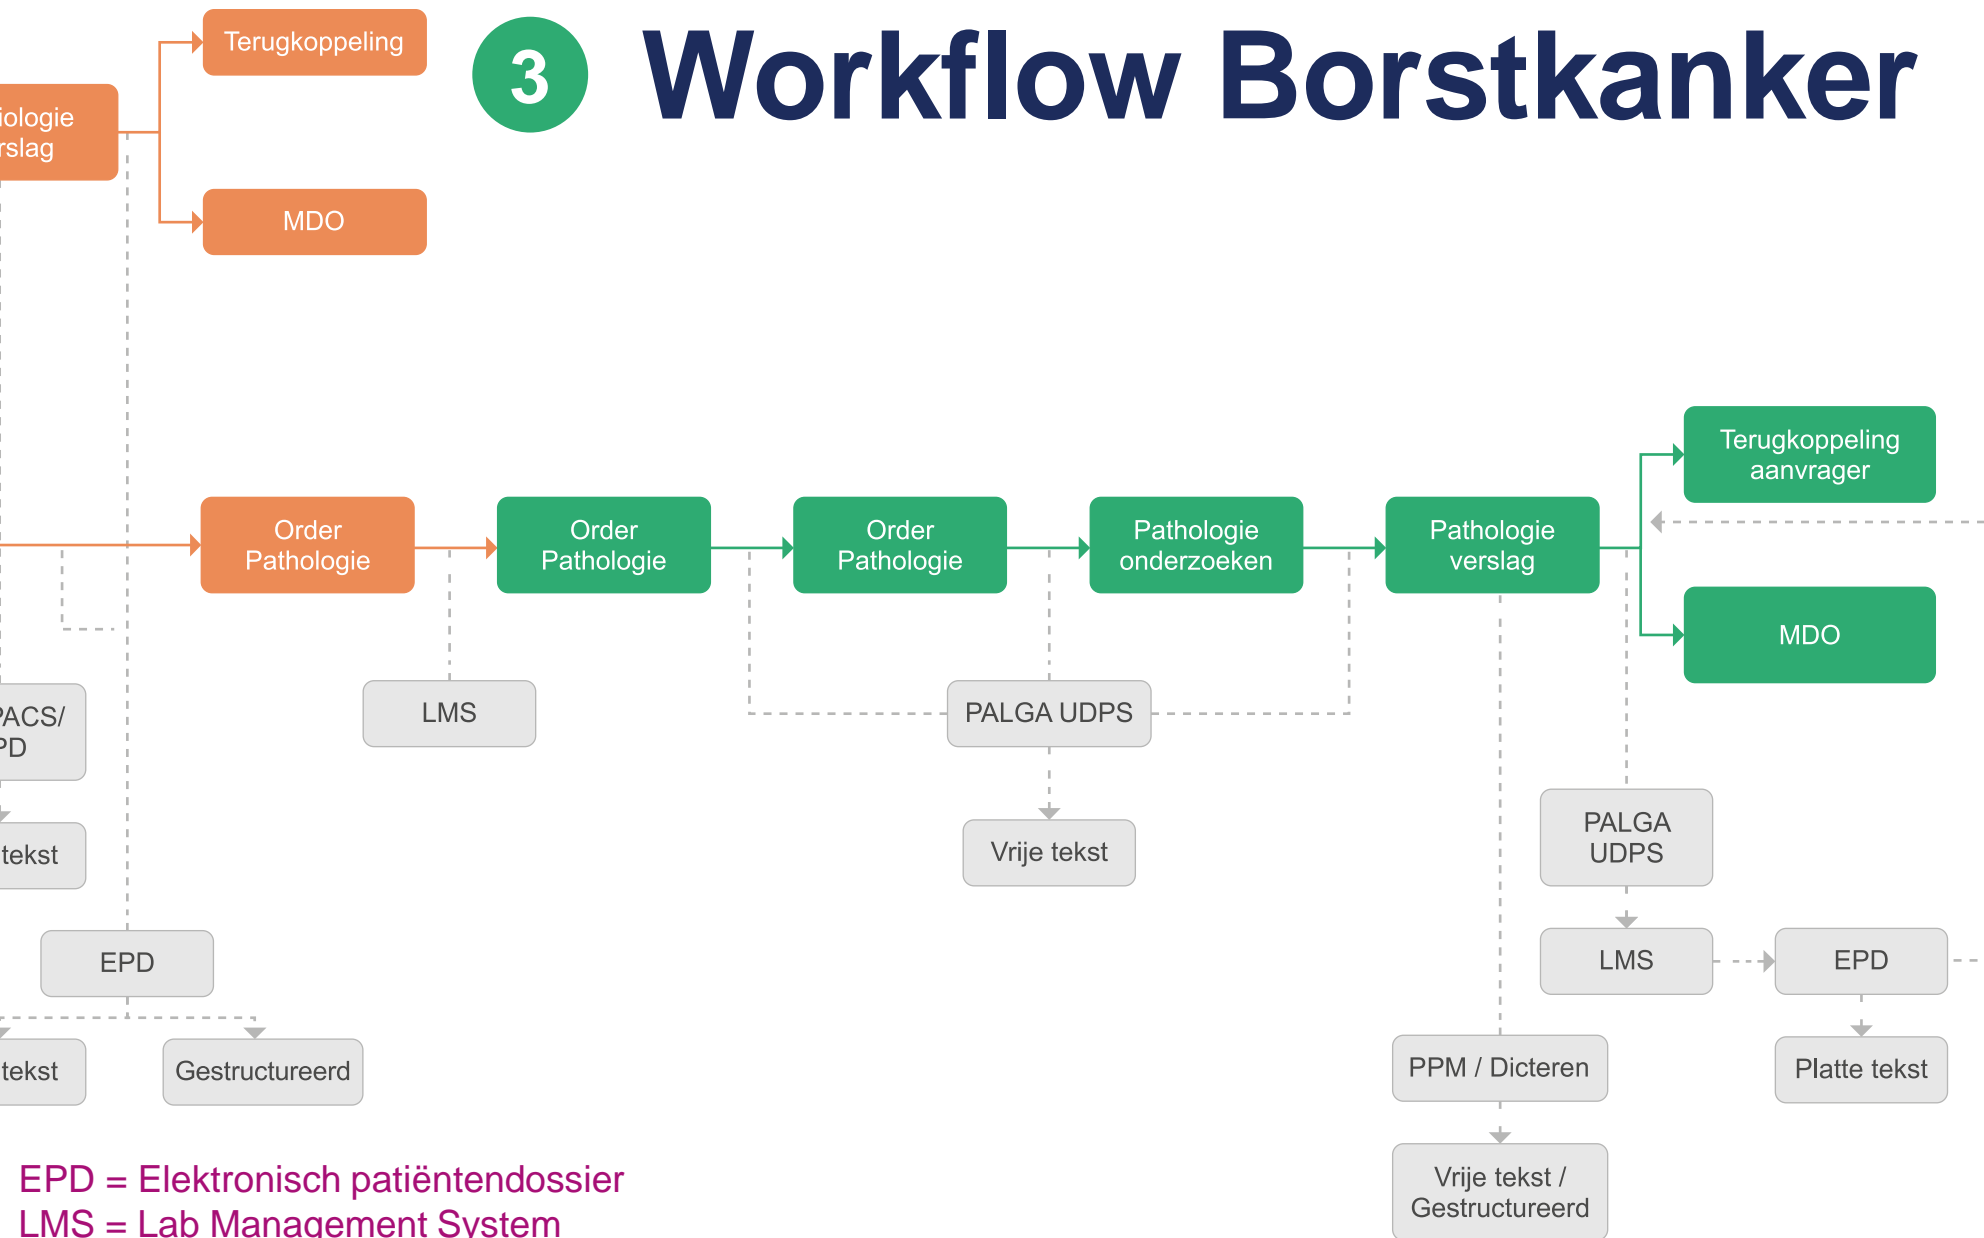 3 Workflow Borstkanker
Terugkoppeling
MDO
Order
Pathologie
Order
Pathologie
Order
Pathologie
Pathologie
onderzoeken
Pathologie
verslag
Terugkoppeling
aanvrager
MDO
LMS
PALGA UDPS
Vrije tekst
PACS/
tekst
PALGA
UDPS
LMS
EPD
EPD
tekst
Gestructureerd
PPM / Dicteren
Platte tekst
Vrije tekst /
Gestructureerd
EPD = Elektronisch patiëntendossier
LMS = Lab Management System